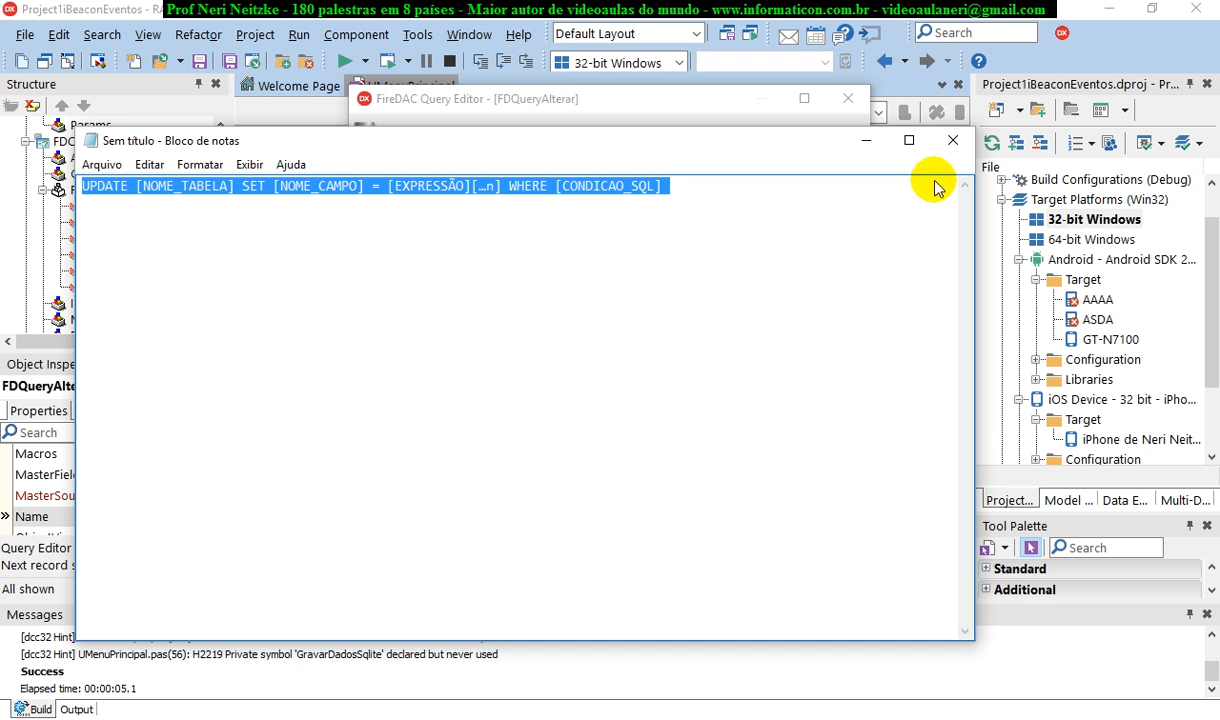 Project1iBeaconEventos - RA
Prof Neri Neitzke - 180 palestras em 8 países - Maior autor de videoaulas do mundo - www.informaticon.com.br - videoaulaneri@gmail.com
File Edit Search View Refactor Project Run Component Tools Window Help
Default Layout
Search
32-bit Windows
Structure
Welcome Page
UMenuPrincipal
Project1iBeaconEventos.dproj - Pr...
FireDAC Query Editor - [FDQueryAlterar]
Params
Sem título - Bloco de notas
Arquivo Editar Formatar Exibir Ajuda
UPDATE [NOME_TABELA] SET [NOME_CAMPO] = [EXPRESSÃO][…n] WHERE [CONDICAO_SQL]
File
Build Configurations (Debug)
Target Platforms (Win32)
32-bit Windows
64-bit Windows
Android - Android SDK 2...
Target
AAAA
ASDA
GT-N7100
Configuration
Libraries
iOS Device - 32 bit - iPho...
Target
iPhone de Neri Neit...
Configuration
Project... Model ... Data E... Multi-D...
Tool Palette
Search
Standard
Additional
Object Inspe
FDQueryAlte
Properties
Search
Macros
MasterFiel
MasterSou
Name
Query Editor
Next record s
All shown
Messages
[dcc32 Hint]
[dcc32 Hint] UMenuPrincipal.pas(56): H2219 Private symbol 'GravarDadosSqlite' declared but never used
Success
Elapsed time: 00:00:05.1
Build Output